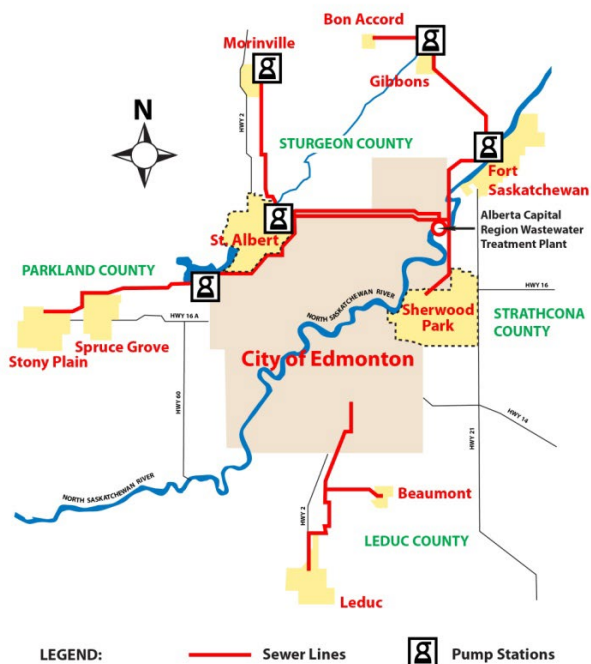 Bon Accord
Morinville
Gibbons
N
HWY 2
STURGEON COUNTY
Fort
Saskatchewan
St. Albert
Alberta Capital
Region Wastewater
Treatment Plant
PARKLAND COUNTY
HWY 16
NORTH SASKATCHEWAN RIVER
Sherwood
Park
STRATHCONA
COUNTY
HWY 16 A
Stony Plain
Spruce Grove
City of Edmonton
HWY 60
HWY 14
HWY 21
NORTH SASKATCHEWAN RIVER
Beaumont
HWY 2
LEDUC COUNTY
Leduc
LEGEND:
Sewer Lines
Pump Stations